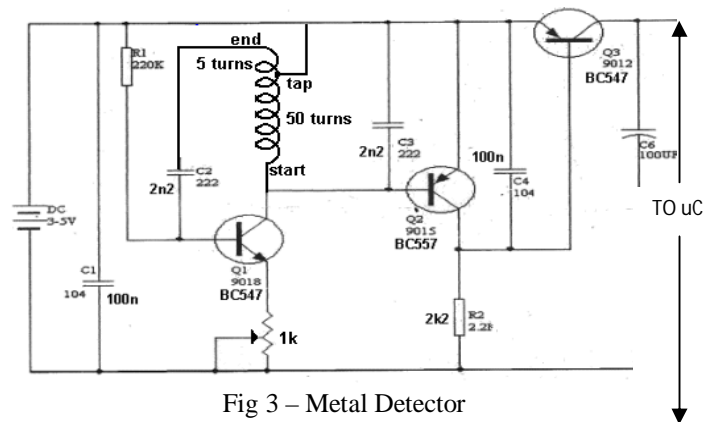 end
5 turns
tap
50 turns
start
R1
220K
C2
222
2n2
C3
222
2n2
100n
C4
104
Q3
9012
BC547
C6
100UF
TO uC
DC
3-5V
C1
104
100n
Q1
9018
BC547
Q2
9015
BC557
1k
2k2
R2
Fig 3 – Metal Detector